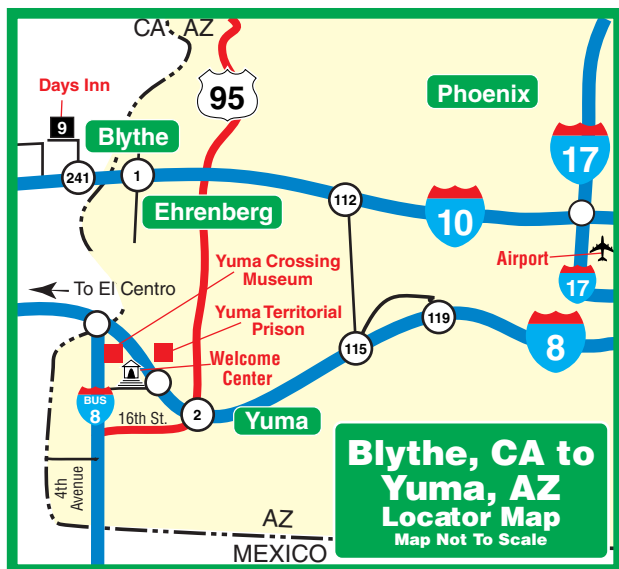 CA AZ
Days Inn
9
95
Phoenix
Blythe
17
241
1
112
Ehrenberg
10
Yuma Crossing
Museum
Airport
To El Centro
17
Yuma Territorial
Prison
119
115
8
Welcome
Center
BUS
8
16th St.
2
Yuma
4th
Avenue
Blythe, CA to
Yuma, AZ
Locator Map
Map Not To Scale
AZ
MEXICO